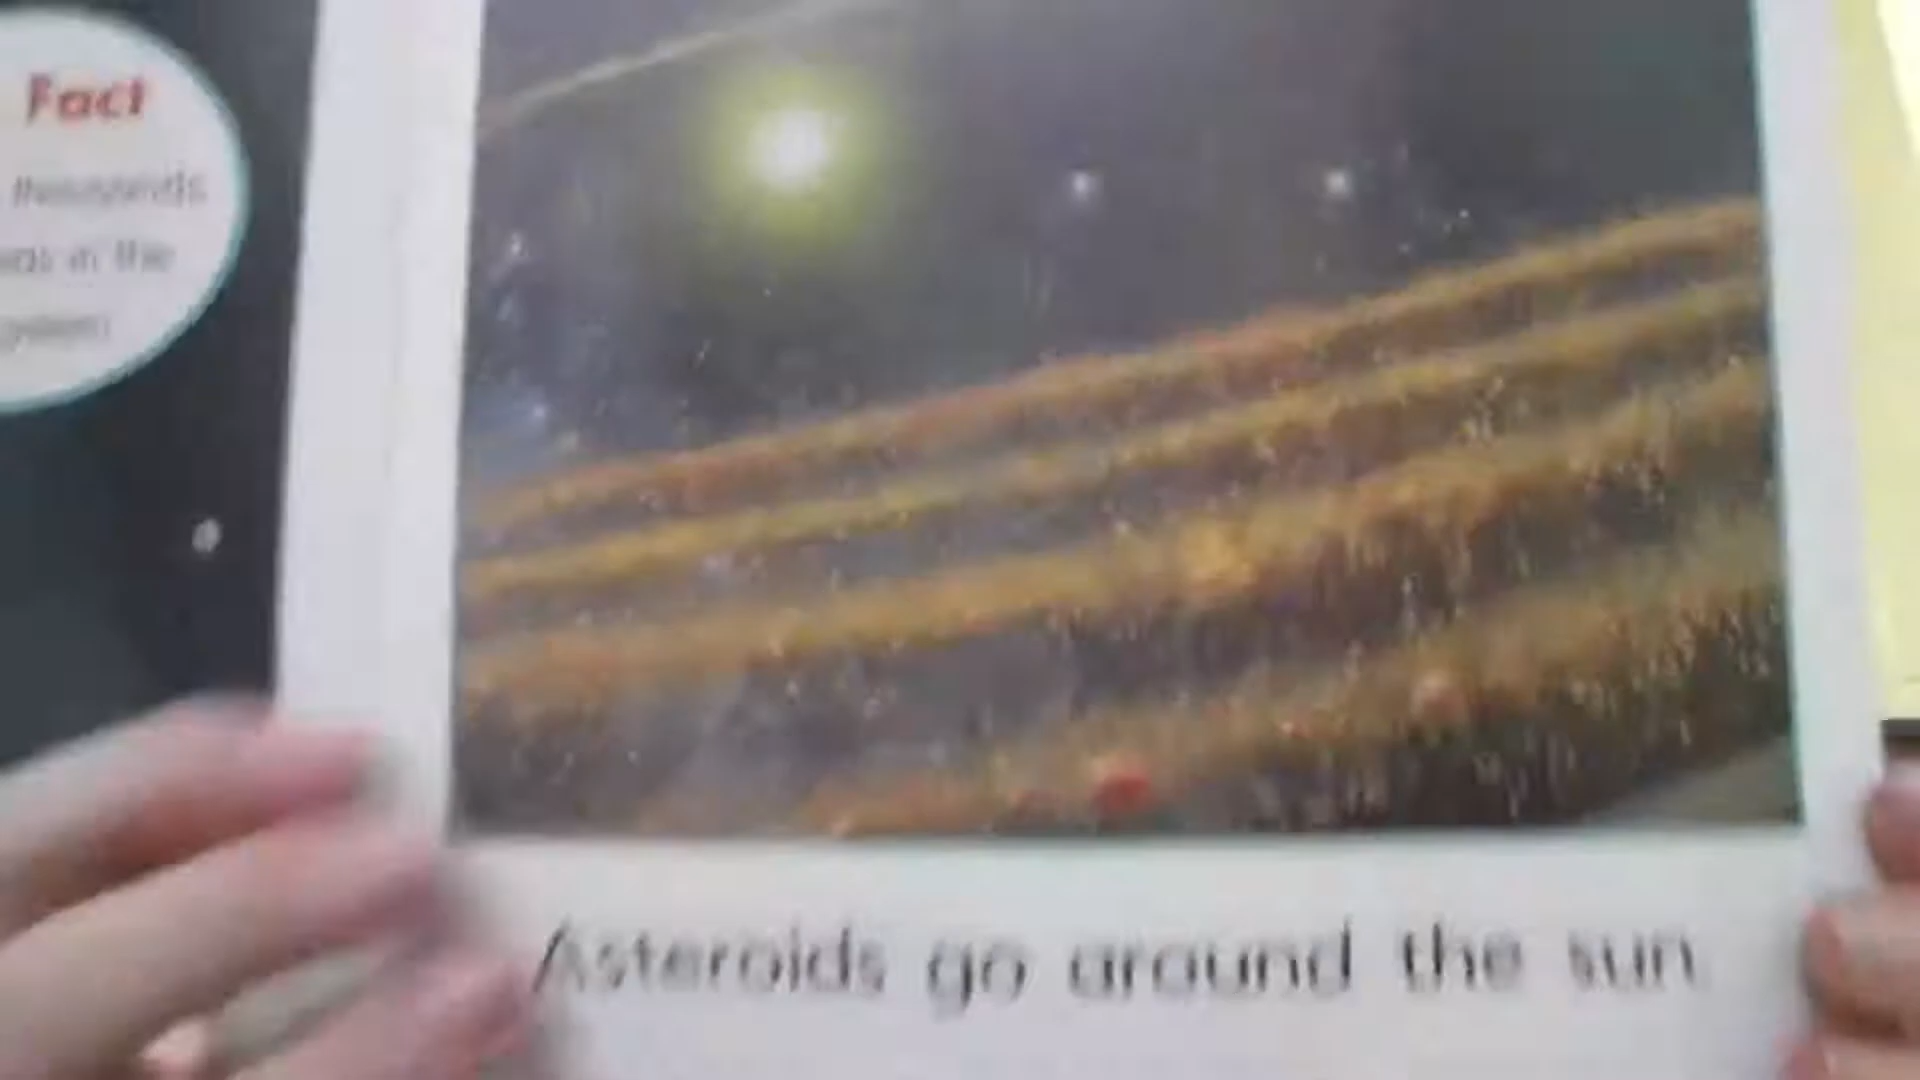 Fact
thousands
in the
Asteroids go around the sun.